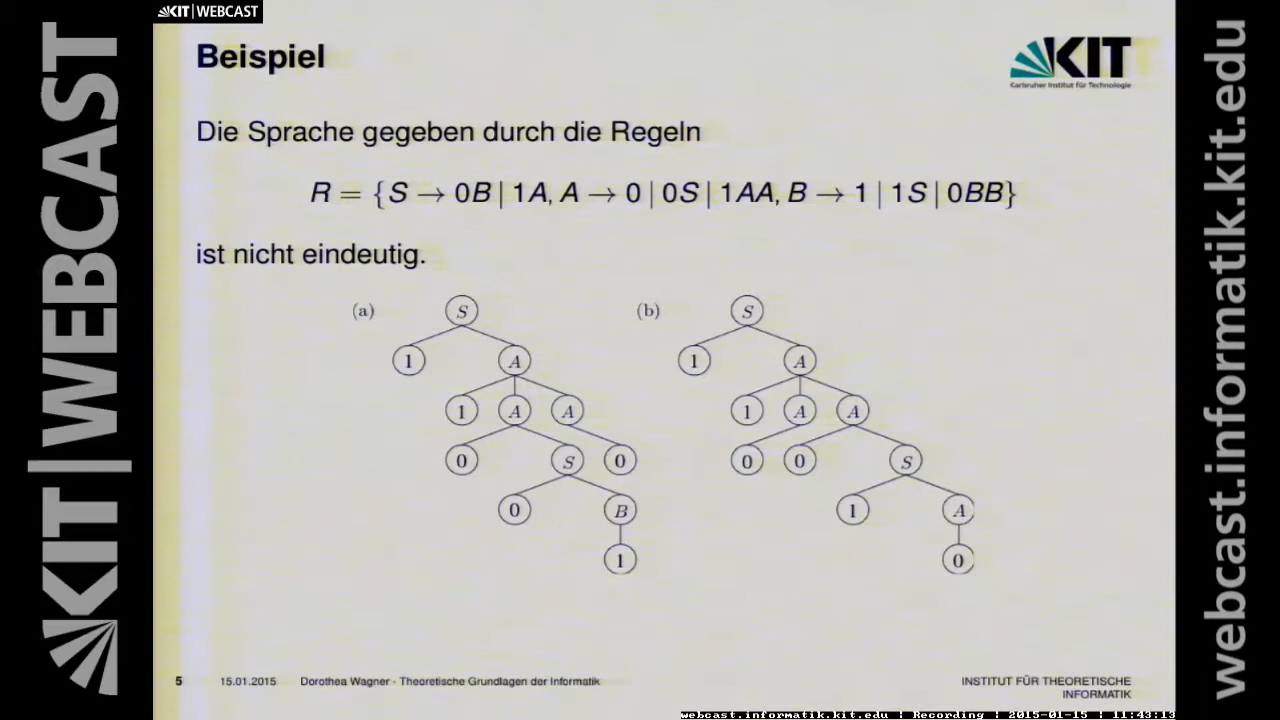 KIT | WEBCAST
KIT|WEBCAST
Beispiel
KIT
Karlsruher Institut für Technologie
Die Sprache gegeben durch die Regeln
R = {S → 0B | 1A, A → 0 | 0S | 1AA, B → 1 | 1S | 0BB}
ist nicht eindeutig.
(a)
S
1 A
1 A A
0 S 0
0 B
1
(b)
S
1 A
1 A A
0 0 S
1 A
0
5 15.01.2015 Dorothea Wagner - Theoretische Grundlagen der Informatik
INSTITUT FÜR THEORETISCHE
INFORMATIK
webcast.informatik.kit.edu | Recording | 2015-01-15 | 11:43:13
webcast.informatik.kit.edu